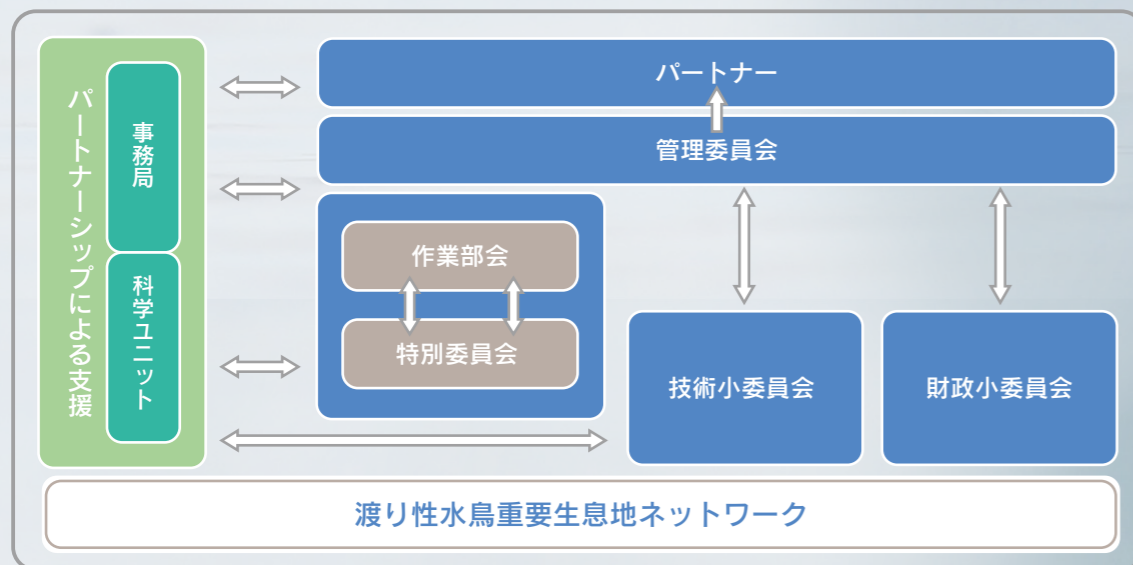 パートナーシップによる支援
事務局
科学ユニット
パートナー
管理委員会
作業部会
特別委員会
技術小委員会
財政小委員会
渡り性水鳥重要生息地ネットワーク